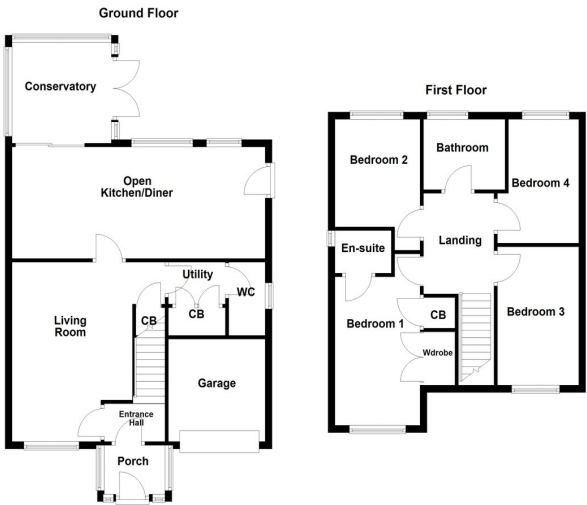 Ground Floor
Conservatory
Open
Kitchen/Diner
Utility
WC
CB
CB
Living
Room
Garage
Entrance
Hall
Porch
First Floor
Bedroom 2
Bathroom
Bedroom 4
En-suite
Landing
Bedroom 1
CB
Bedroom 3
Wdrobe